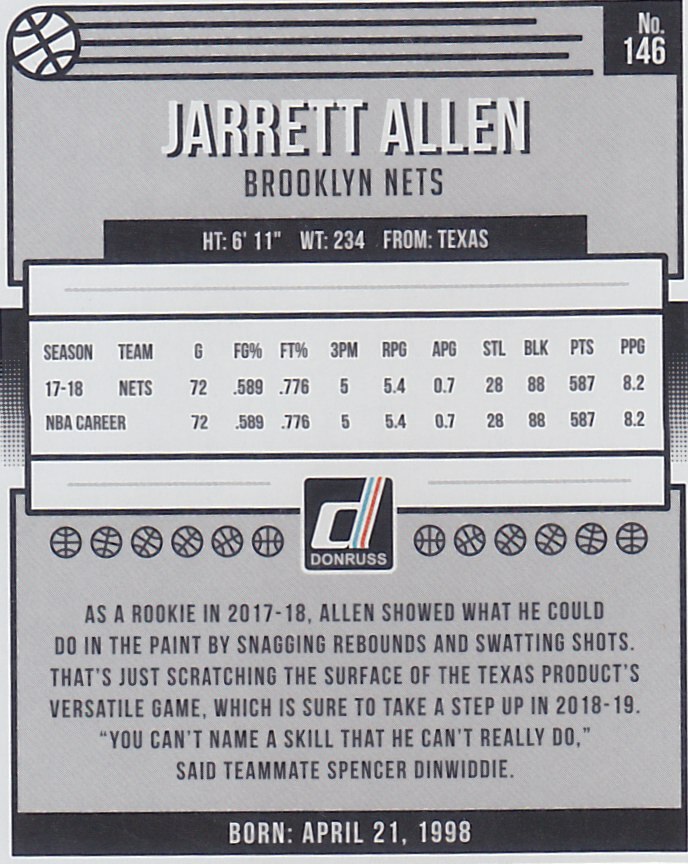 No.
146
JARRETT ALLEN
BROOKLYN NETS
HT: 6' 11" WT: 234 FROM: TEXAS
SEASON TEAM G FG% FT% 3PM RPG APG STL BLK PTS PPG
17-18 NETS 72 .589 .776 5 5.4 0.7 28 88 587 8.2
NBA CAREER 72 .589 .776 5 5.4 0.7 28 88 587 8.2
d
DONRUSS
AS A ROOKIE IN 2017-18, ALLEN SHOWED WHAT HE COULD
DO IN THE PAINT BY SNAGGING REBOUNDS AND SWATTING SHOTS.
THAT'S JUST SCRATCHING THE SURFACE OF THE TEXAS PRODUCT'S
VERSATILE GAME, WHICH IS SURE TO TAKE A STEP UP IN 2018-19.
“YOU CAN'T NAME A SKILL THAT HE CAN'T REALLY DO,”
SAID TEAMMATE SPENCER DINWIDDIE.
BORN: APRIL 21, 1998